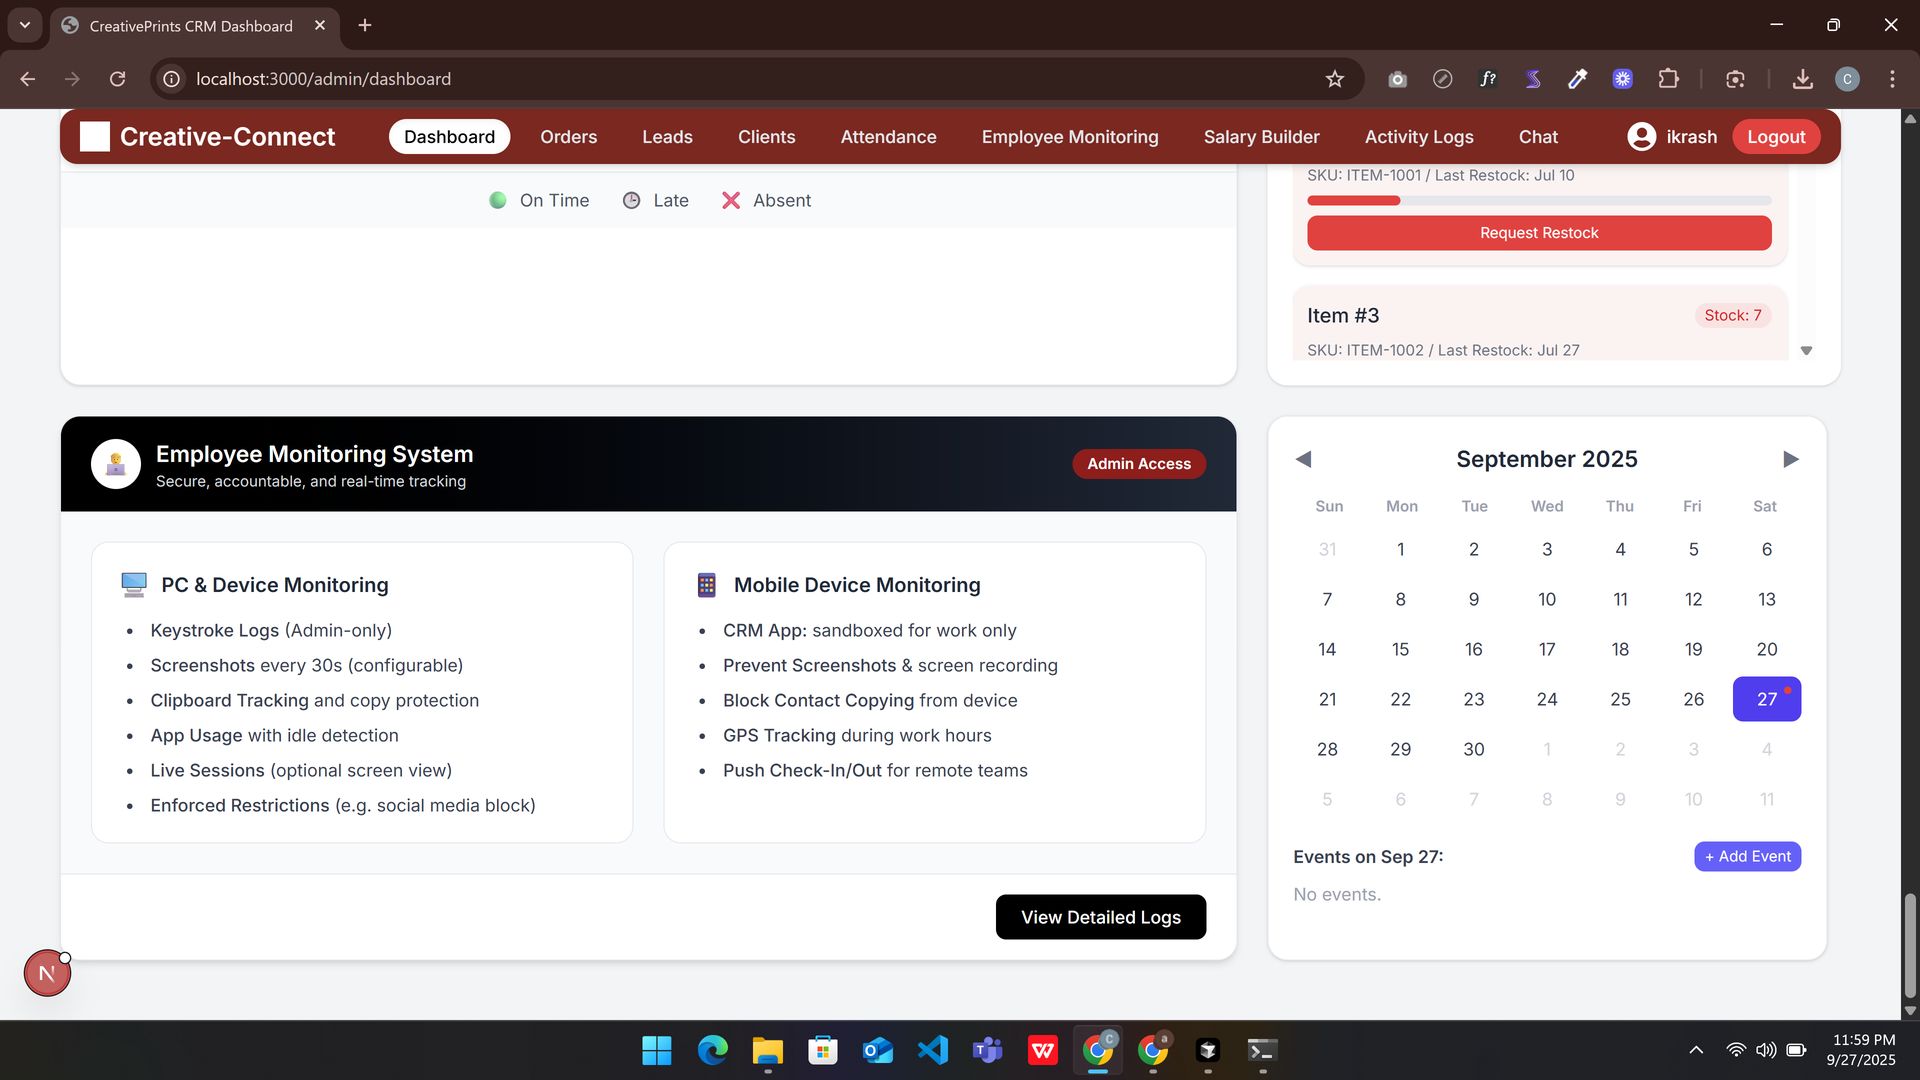 CreativePrints CRM Dashboard
localhost:3000/admin/dashboard
Creative-Connect
Dashboard
Orders
Leads
Clients
Attendance
Employee Monitoring
Salary Builder
Activity Logs
Chat
ikrash
Logout
On Time
Late
Absent
SKU: ITEM-1001 / Last Restock: Jul 10
Request Restock
Item #3
Stock: 7
SKU: ITEM-1002 / Last Restock: Jul 27
Employee Monitoring System
Secure, accountable, and real-time tracking
Admin Access
PC & Device Monitoring
• Keystroke Logs (Admin-only)
• Screenshots every 30s (configurable)
• Clipboard Tracking and copy protection
• App Usage with idle detection
• Live Sessions (optional screen view)
• Enforced Restrictions (e.g. social media block)
Mobile Device Monitoring
• CRM App: sandboxed for work only
• Prevent Screenshots & screen recording
• Block Contact Copying from device
• GPS Tracking during work hours
• Push Check-In/Out for remote teams
View Detailed Logs
September 2025
Sun Mon Tue Wed Thu Fri Sat
31 1 2 3 4 5 6
7 8 9 10 11 12 13
14 15 16 17 18 19 20
21 22 23 24 25 26 27
28 29 30 1 2 3 4
5 6 7 8 9 10 11
Events on Sep 27:
+ Add Event
No events.
N
11:59 PM
9/27/2025